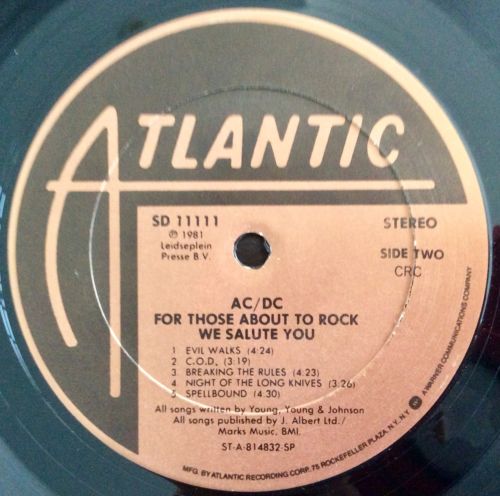 ATLANTIC
SD 11111
℗ 1981
Leidseplein
Presse B.V.
STEREO
SIDE TWO
CRC
AC/DC
FOR THOSE ABOUT TO ROCK
WE SALUTE YOU
1 EVIL WALKS (4:24)
2 C.O.D. (3:19)
3 BREAKING THE RULES (4:23)
4 NIGHT OF THE LONG KNIVES (3:26)
5 SPELLBOUND (4:30)
All songs written by Young, Young & Johnson
All songs published by J. Albert Ltd./
Marks Music, BMI.
ST-A-814832-SP
MFG. BY ATLANTIC RECORDING CORP. 75 ROCKEFELLER PLAZA, N.Y., N.Y. A WARNER COMMUNICATIONS COMPANY